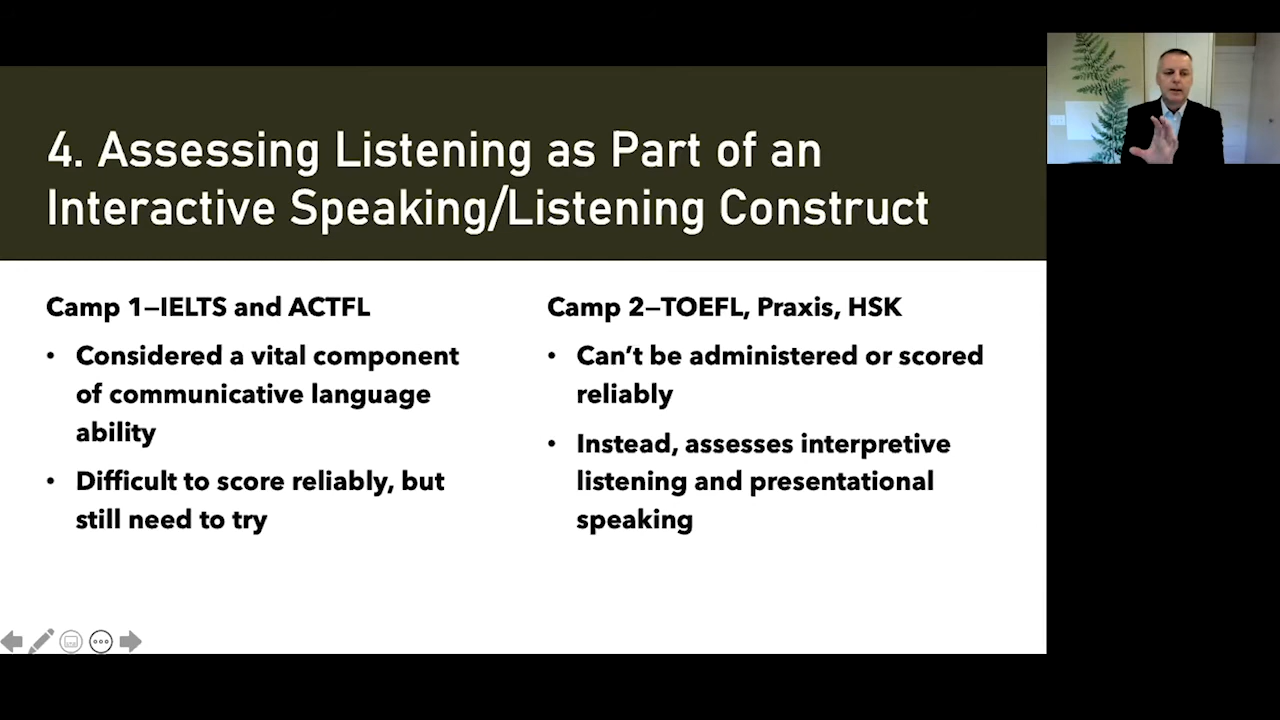 4. Assessing Listening as Part of an
Interactive Speaking/Listening Construct
Camp 1–IELTS and ACTFL
• Considered a vital component
of communicative language
ability
• Difficult to score reliably, but
still need to try
Camp 2–TOEFL, Praxis, HSK
• Can’t be administered or scored
reliably
• Instead, assesses interpretive
listening and presentational
speaking